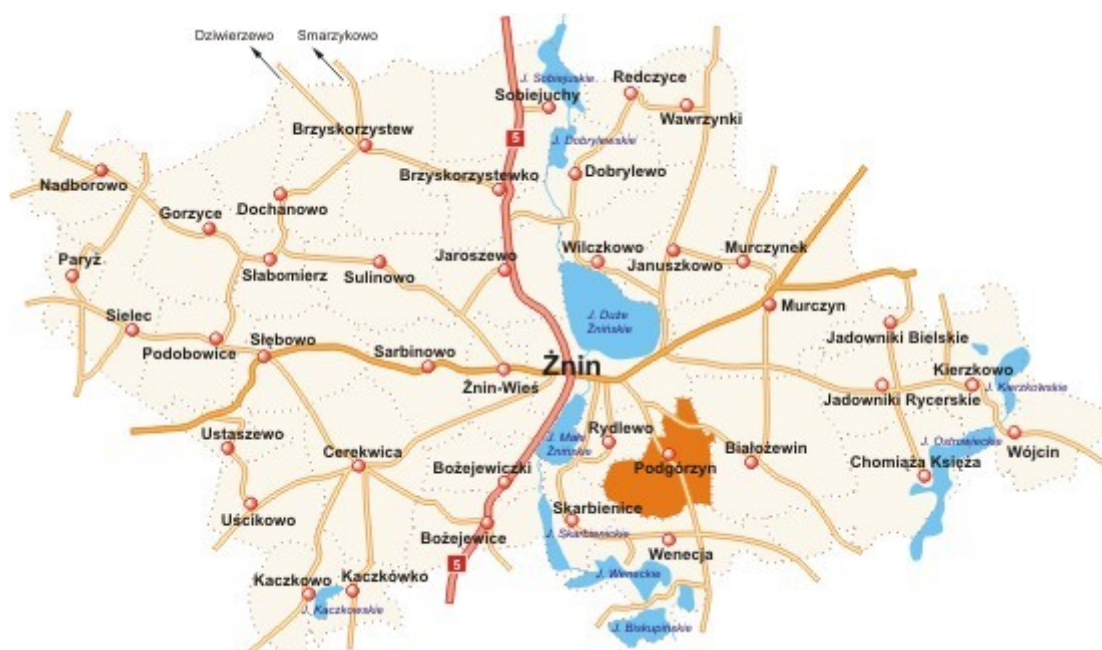 Dziwierzewo
Smarzykowo
J. Sobiejuskie
Sobiejuchy
Redczyce
Wawrzynki
Brzyskorzystew
5
J. Dobrylewskie
Nadborowo
Brzyskorzystewko
Dobrylewo
Gorzyce
Dochanowo
Paryż
Słabomierz
Sulinowo
Jaroszewo
Wilczkowo
Januszkowo
Murczynek
Murczyn
Sielec
Podobowice
Słębowo
J. Duże
Żnińskie
Jadowniki Bielskie
Sarbinowo
Żnin-Wieś
Żnin
Kierzkowo
J. Kierzkowskie
Jadowniki Rycerskie
Ustaszewo
Cerekwica
J. Małe
Żnińskie
Rydlewo
Białożewin
J. Ostrowieckie
Wójcin
Bożejewiczki
Podgórzyn
Chomiąża Księża
Uścikowo
Skarbienice
Bożejewice
J. Skarbienickie
Wenecja
5
Kaczkowo
Kaczkówko
J. Kaczkowskie
J. Weneckie
J. Biskupińskie